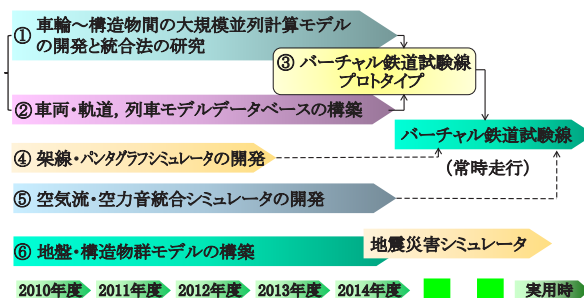 ① 車輪～構造物間の大規模並列計算モデル
の開発と統合法の研究
③ バーチャル鉄道試験線
プロトタイプ
②車両・軌道，列車モデルデータベースの構築
バーチャル鉄道試験線
（常時走行）
④ 架線・パンタグラフシミュレータの開発
⑤ 空気流・空力音統合シミュレータの開発
⑥ 地盤・構造物群モデルの構築
地震災害シミュレータ
2010年度 2011年度 2012年度 2013年度 2014年度 実用時